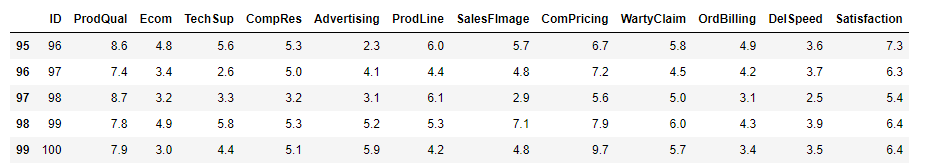 ID ProdQual Ecom TechSup CompRes Advertising ProdLine SalesFImage ComPricing WartyClaim OrdBilling DelSpeed Satisfaction
95 96 8.6 4.8 5.6 5.3 2.3 6.0 5.7 6.7 5.8 4.9 3.6 7.3
96 97 7.4 3.4 2.6 5.0 4.1 4.4 4.8 7.2 4.5 4.2 3.7 6.3
97 98 8.7 3.2 3.3 3.2 3.1 6.1 2.9 5.6 5.0 3.1 2.5 5.4
98 99 7.8 4.9 5.8 5.3 5.2 5.3 7.1 7.9 6.0 4.3 3.9 6.4
99 100 7.9 3.0 4.4 5.1 5.9 4.2 4.8 9.7 5.7 3.4 3.5 6.4